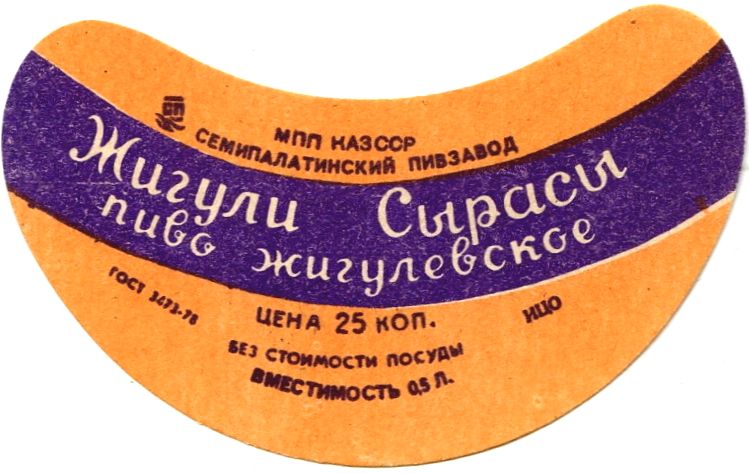 МПП КАЗССР
СЕМИПАЛАТИНСКИЙ ПИВЗАВОД
Жигули Сырасы
пиво жигулевское
ГОСТ 3473-78
ЦЕНА 25 КОП.
ИЦО
БЕЗ СТОИМОСТИ ПОСУДЫ
ВМЕСТИМОСТЬ 0,5 Л.